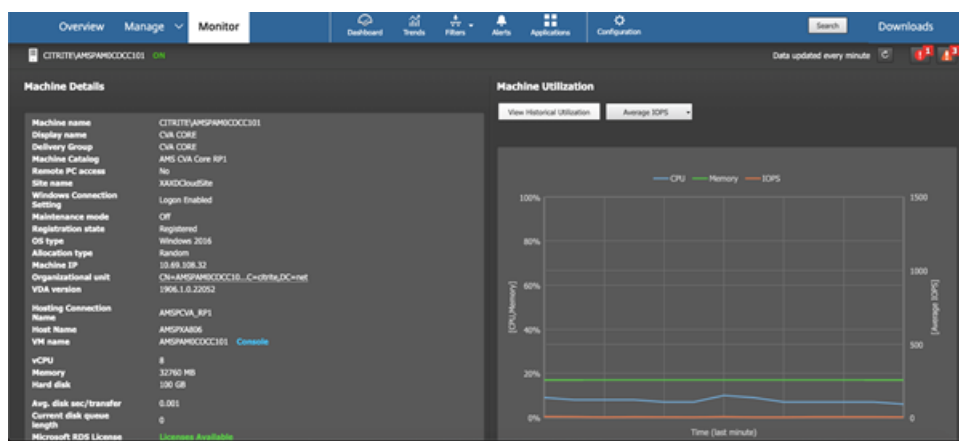 Overview Manage Monitor Dashboard Trends Filters Alerts Applications Configuration Search Downloads
CITRITE\AMSPAM0COCC101 ON Data updated every minute 1 3
Machine Details
Machine name CITRITE\AMSPAM0COCC101
Display name CVA CORE
Delivery Group CVA CORE
Machine Catalog AMS CVA Core RP1
Remote PC access No
Site name XAXDCloudSite
Windows Connection
Setting Logon Enabled
Maintenance mode Off
Registration state Registered
OS type Windows 2016
Allocation type Random
Machine IP 10.69.108.32
Organizational unit CN=AMSPAM0COCC10...C=citrite,DC=net
VDA version 1906.1.0.22052
Hosting Connection
Name AMSPCVA_RP1
Host Name AMSPXA806
VM name AMSPAM0COCC101 Console
vCPU 8
Memory 32760 MB
Hard disk 100 GB
Avg. disk sec/transfer 0.001
Current disk queue
length 0
Microsoft RDS License Licenses Available
Machine Utilization
View Historical Utilization Average IOPS
CPU Memory IOPS
100% 1500
80%
1000
60%
[CPU,Memory] [Average IOPS]
40%
500
20%
0% 0
Time (last minute)